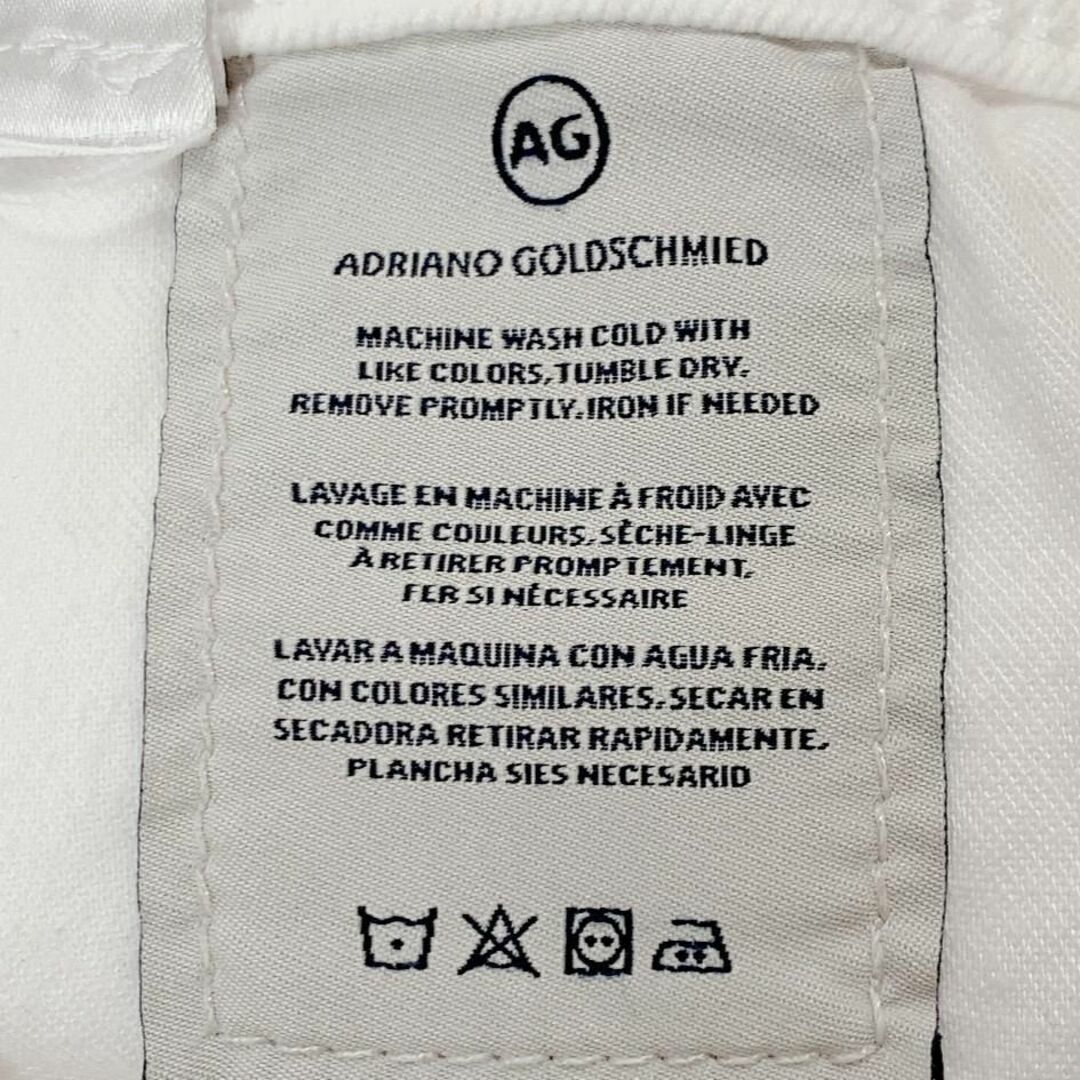 AG
ADRIANO GOLDSCHMIED
MACHINE WASH COLD WITH
LIKE COLORS.TUMBLE DRY.
REMOVE PROMPTLY.IRON IF NEEDED
LAVAGE EN MACHINE À FROID AVEC
COMME COULEURS.SÈCHE-LINGE
À RETIRER PROMPTEMENT.
FER SI NÉCESSAIRE
LAVAR A MAQUINA CON AGUA FRIA.
CON COLORES SIMILARES.SECAR EN
SECADORA RETIRAR RAPIDAMENTE.
PLANCHA SIES NECESARIO